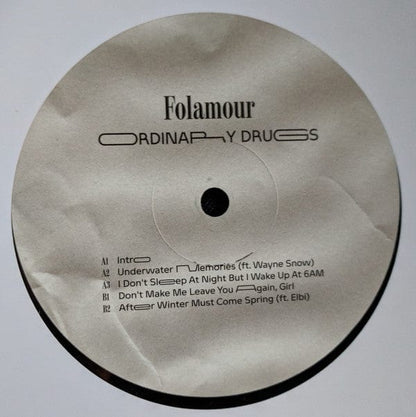 Folamour
ORDINARY DRUGS
A1 Intro
A2 Underwater Memories (ft. Wayne Snow)
A3 I Don't Sleep At Night But I Wake Up At 6AM
B1 Don't Make Me Leave You Again, Girl
B2 After Winter Must Come Spring (ft. Elbi)